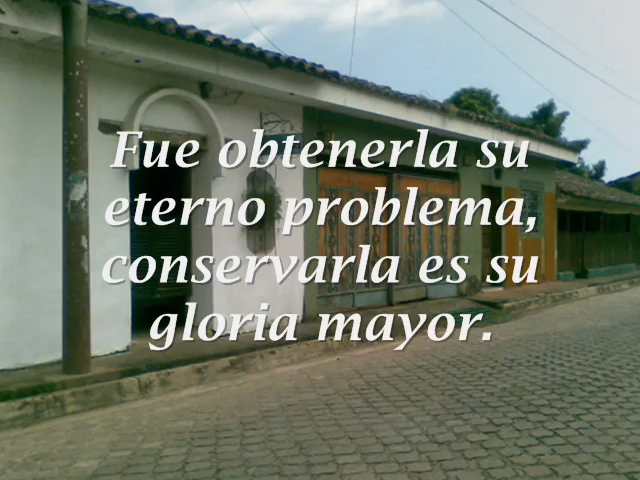 Fue obtenerla su
eterno problema,
conservarla es su
gloria mayor.